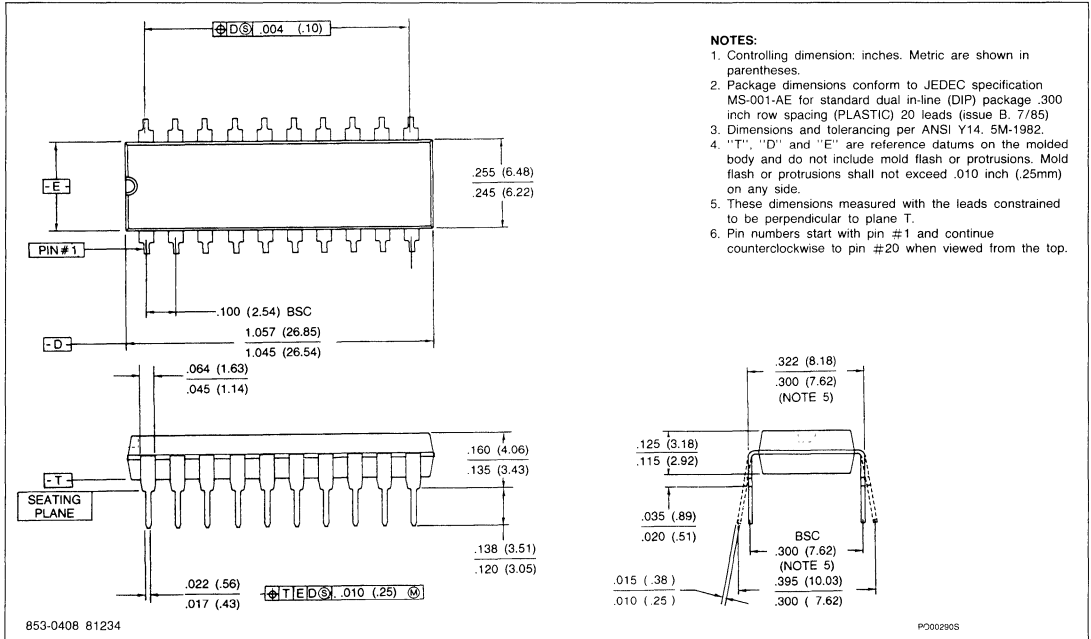 ⌖ D Ⓢ .004 (.10)
NOTES:
1. Controlling dimension: inches. Metric are shown in
parentheses.
2. Package dimensions conform to JEDEC specification
MS-001-AE for standard dual in-line (DIP) package .300
inch row spacing (PLASTIC) 20 leads (issue B. 7/85)
3. Dimensions and tolerancing per ANSI Y14. 5M-1982.
4. "T", "D" and "E" are reference datums on the molded
body and do not include mold flash or protrusions. Mold
flash or protrusions shall not exceed .010 inch (.25mm)
on any side.
5. These dimensions measured with the leads constrained
to be perpendicular to plane T.
6. Pin numbers start with pin #1 and continue
counterclockwise to pin #20 when viewed from the top.
-E-
.255 (6.48)
.245 (6.22)
PIN #1
.100 (2.54) BSC
-D-
1.057 (26.85)
1.045 (26.54)
.064 (1.63)
.045 (1.14)
.160 (4.06)
.135 (3.43)
-T-
SEATING
PLANE
.138 (3.51)
.120 (3.05)
.022 (.56)
.017 (.43)
⌖ T E D Ⓢ .010 (.25) Ⓜ
.322 (8.18)
.300 (7.62)
(NOTE 5)
.125 (3.18)
.115 (2.92)
.035 (.89)
.020 (.51)
BSC
.300 (7.62)
(NOTE 5)
.395 (10.03)
.300 ( 7.62)
.015 (.38 )
.010 (.25 )
853-0408 81234
PO00290S